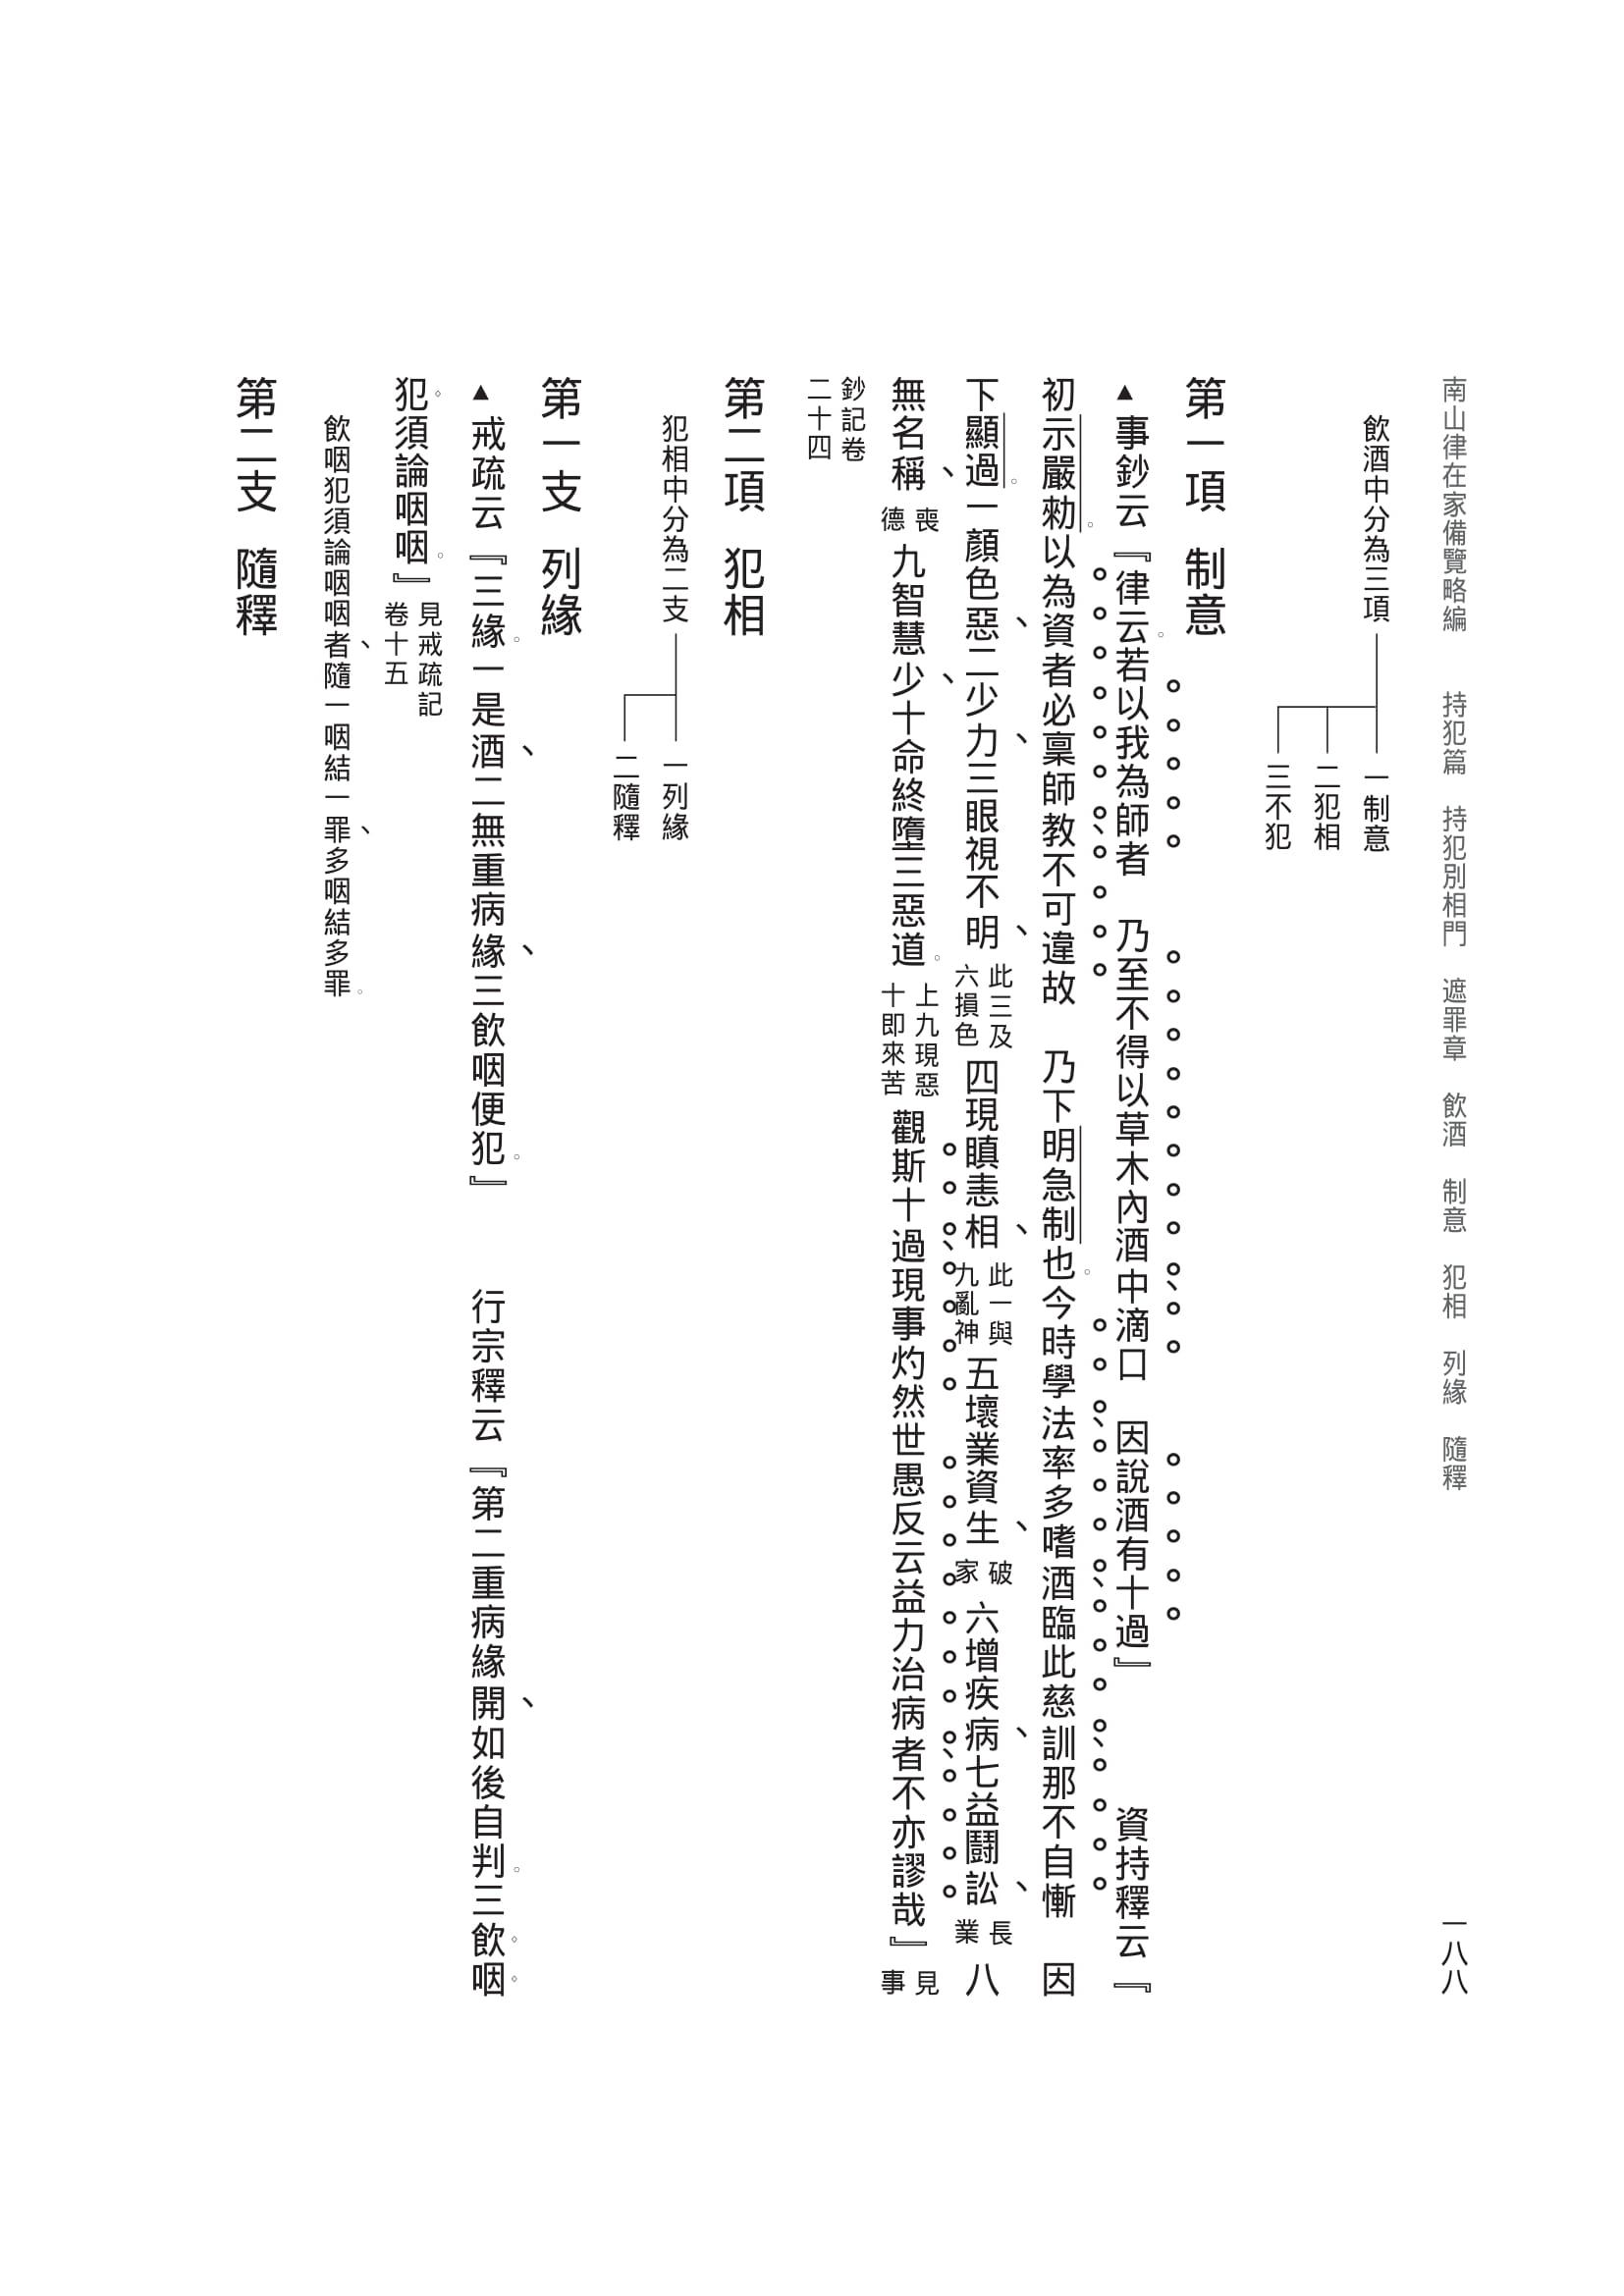 南山律在家備覽略編　持犯篇　持犯別相門　遮罪章　飲酒　制意　犯相　列緣　隨釋　一八八
飲酒中分為三項
一制意
二犯相
三不犯
第一項　制意
▲事鈔云『律云若以我為師者　乃至不得以草木內酒中滴口　因說酒有十過』　資持釋云『
初示嚴勑。以為資者必稟師教不可違故　乃下明急制也。今時學法率多嗜酒臨此慈訓那不自慚　因
下顯過。一顏色惡、二少力、三眼視不明、此三及六損色四現瞋恚相、此一與九亂神五壞業資生、破家六增疾病、七益鬪訟、長業八
無名稱、喪德九智慧少、十命終墮三惡道。上九現惡十即來苦觀斯十過現事灼然世愚反云益力治病者不亦謬哉』見事
鈔記卷二十四
第二項　犯相
犯相中分為二支
一列緣
二隨釋
第一支　列緣
▲戒疏云『三緣。一是酒、二無重病緣、三飲咽便犯。』　行宗釋云『第二重病緣開、如後自判。三飲咽
犯須論咽咽。』見戒疏記卷十五
飲咽犯須論咽咽者、隨一咽結一罪、多咽結多罪。
第二支　隨釋